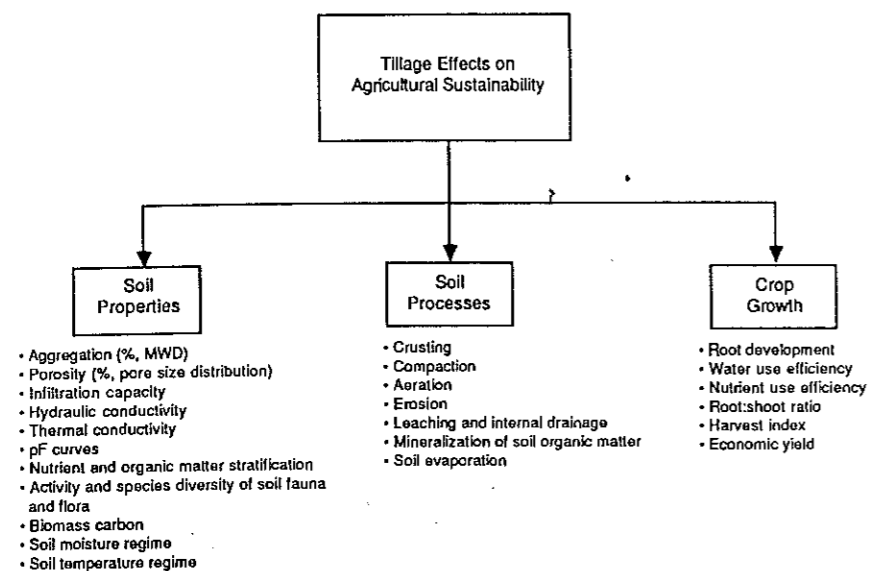 Tillage Effects on
Agricultural Sustainability
Soil
Properties
• Aggregation (%, MWD)
• Porosity (%, pore size distribution)
• Infiltration capacity
• Hydraulic conductivity
• Thermal conductivity
• pF curves
• Nutrient and organic matter stratification
• Activity and species diversity of soil fauna
and flora
• Biomass carbon
• Soil moisture regime
• Soil temperature regime
Soil
Processes
• Crusting
• Compaction
• Aeration
• Erosion
• Leaching and internal drainage
• Mineralization of soil organic matter
• Soil evaporation
Crop
Growth
• Root development
• Water use efficiency
• Nutrient use efficiency
• Root:shoot ratio
• Harvest index
• Economic yield